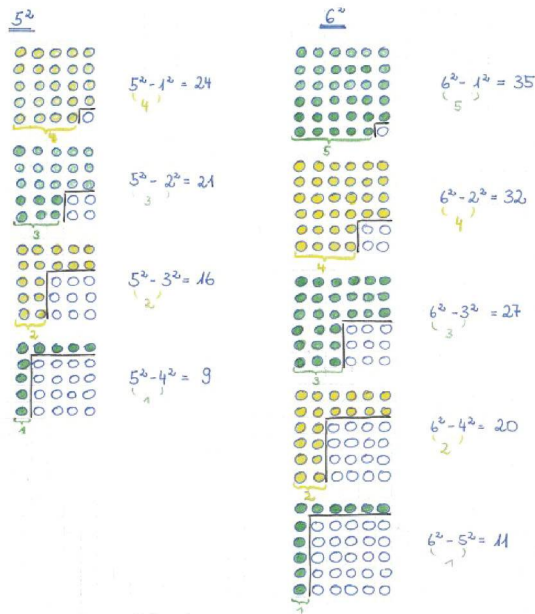 5²
5² - 1² = 24
4
4
5² - 2² = 21
3
3
5² - 3² = 16
2
2
5² - 4² = 9
1
1
6²
6² - 1² = 35
5
5
6² - 2² = 32
4
4
6² - 3² = 27
3
3
6² - 4² = 20
2
2
6² - 5² = 11
1
1